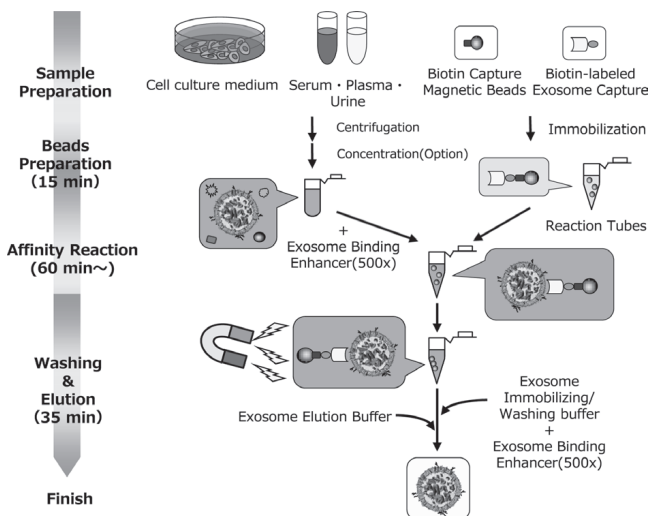 Sample
Preparation
Beads
Preparation
(15 min)
Affinity Reaction
(60 min～)
Washing
&
Elution
(35 min)
Finish
Cell culture medium
Serum・Plasma・
Urine
Biotin Capture
Magnetic Beads
Biotin-labeled
Exosome Capture
Centrifugation
Concentration(Option)
Immobilization
Reaction Tubes
+
Exosome Binding
Enhancer(500x)
Exosome Elution Buffer
Exosome
Immobilizing/
Washing buffer
+
Exosome Binding
Enhancer(500x)